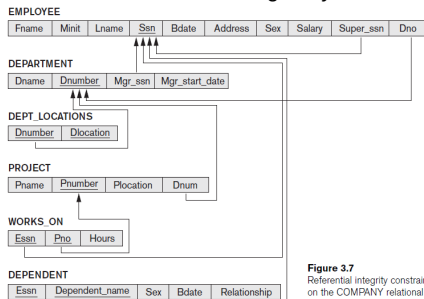 EMPLOYEE
Fname Minit Lname Ssn Bdate Address Sex Salary Super_ssn Dno
DEPARTMENT
Dname Dnumber Mgr_ssn Mgr_start_date
DEPT_LOCATIONS
Dnumber Dlocation
PROJECT
Pname Pnumber Plocation Dnum
WORKS_ON
Essn Pno Hours
DEPENDENT
Essn Dependent_name Sex Bdate Relationship
Figure 3.7
Referential integrity constrain
on the COMPANY relational